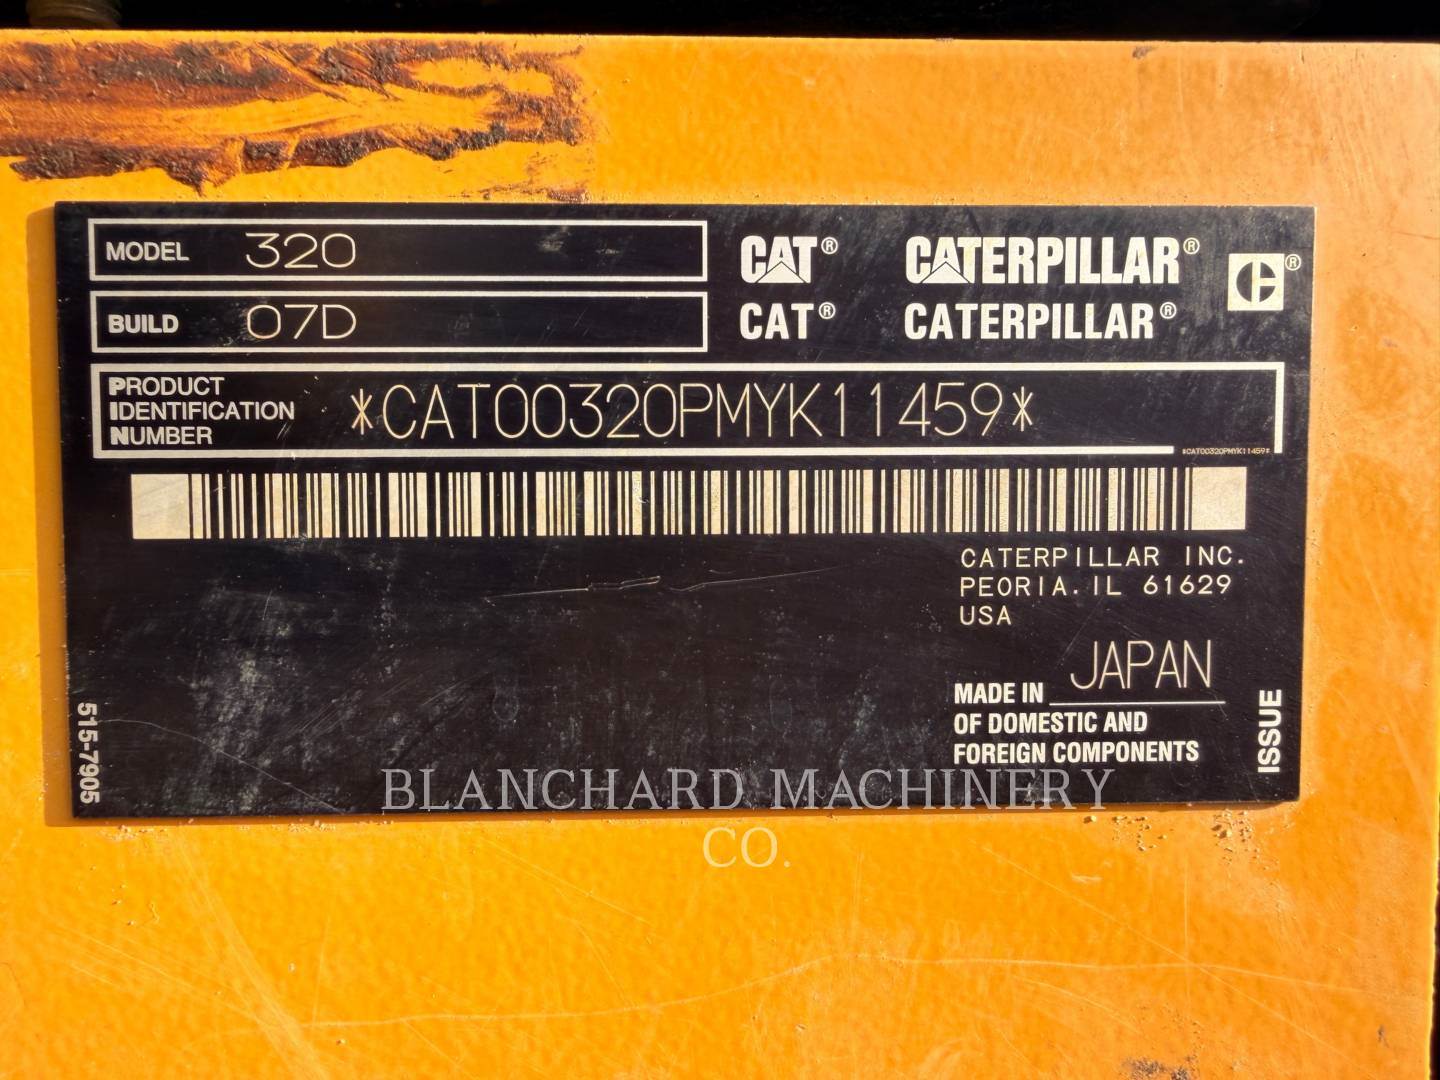 MODEL 320
BUILD 07D
CAT® CATERPILLAR®
CAT® CATERPILLAR®
C ®
PRODUCT
IDENTIFICATION
NUMBER
*CAT00320PMYK11459*
*CAT00320PMYK11459*
CATERPILLAR INC.
PEORIA. IL 61629
USA
MADE IN JAPAN
OF DOMESTIC AND
FOREIGN COMPONENTS
ISSUE
515-7905
BLANCHARD MACHINERY
CO.